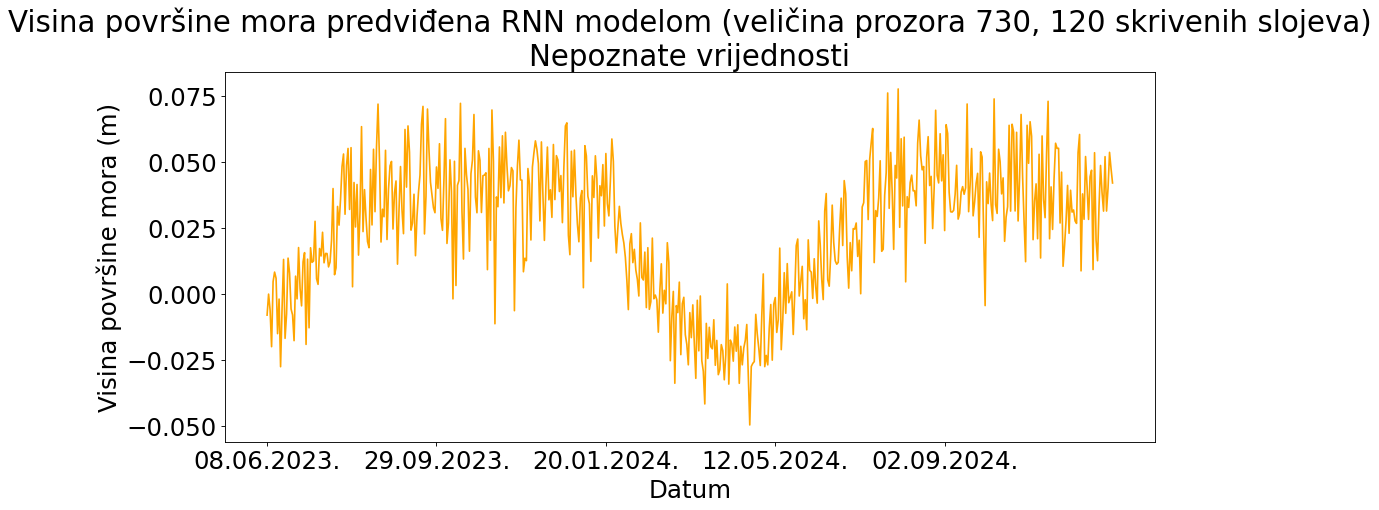 Visina površine mora predviđena RNN modelom (veličina prozora 730, 120 skrivenih slojeva)
Nepoznate vrijednosti
Visina površine mora (m)
0.075
0.050
0.025
0.000
−0.025
−0.050
08.06.2023. 29.09.2023. 20.01.2024. 12.05.2024. 02.09.2024.
Datum